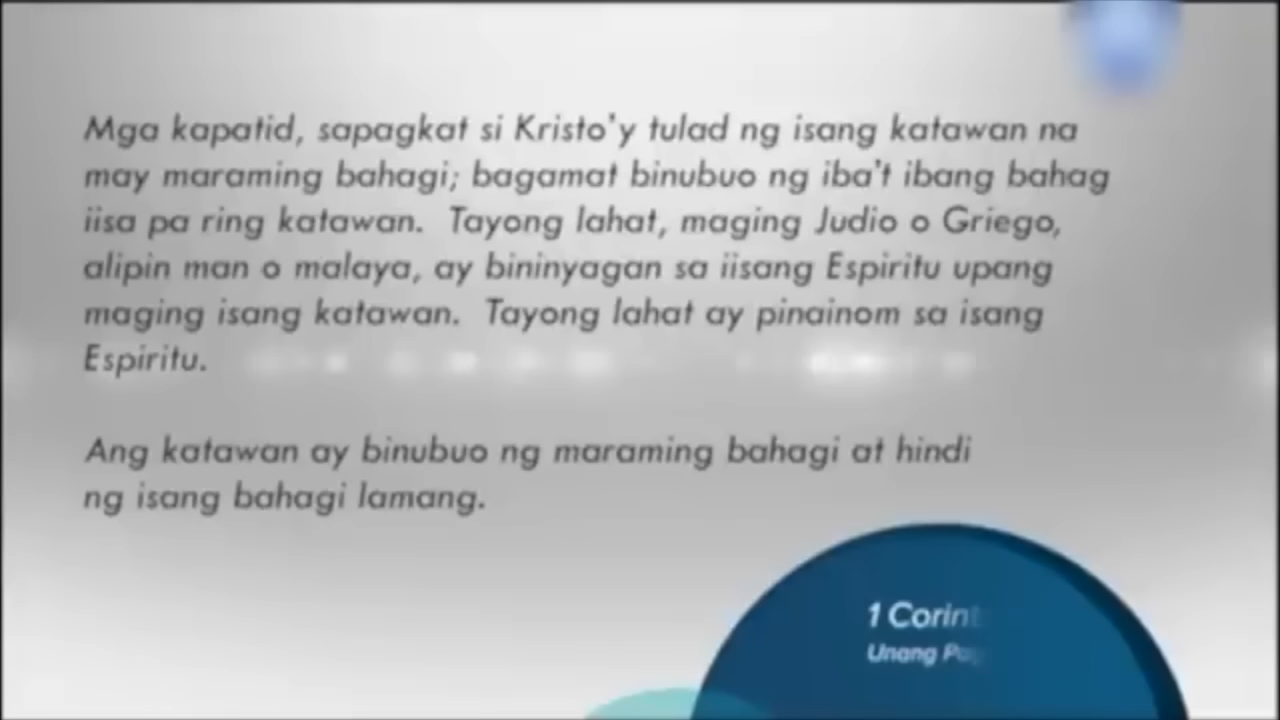 Mga kapatid, sapagkat si Kristo'y tulad ng isang katawan na
may maraming bahagi; bagamat binubuo ng iba't ibang bahag
iisa pa ring katawan. Tayong lahat, maging Judio o Griego,
alipin man o malaya, ay bininyagan sa iisang Espiritu upang
maging isang katawan. Tayong lahat ay pinainom sa isang
Espiritu.
Ang katawan ay binubuo ng maraming bahagi at hindi
ng isang bahagi lamang.
1 Corin
Unang